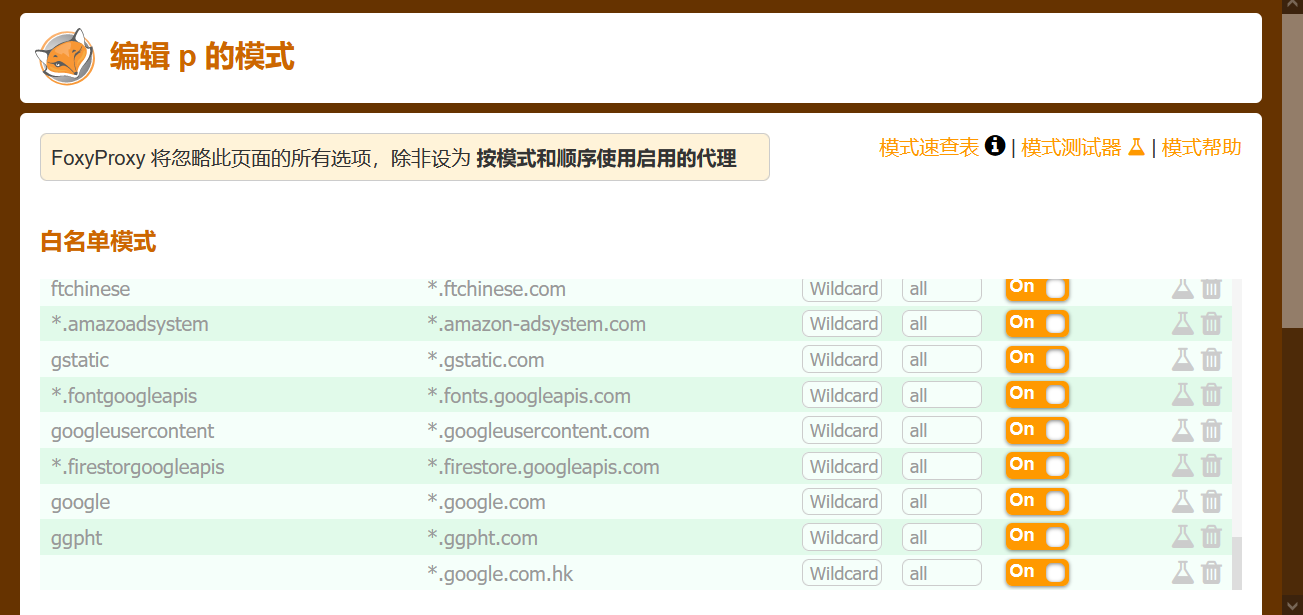 编辑 p 的模式
FoxyProxy 将忽略此页面的所有选项，除非设为 按模式和顺序使用启用的代理
模式速查表 | 模式测试器 | 模式帮助
白名单模式
ftchinese *.ftchinese.com Wildcard all On
*.amazoadsystem *.amazon-adsystem.com Wildcard all On
gstatic *.gstatic.com Wildcard all On
*.fontgoogleapis *.fonts.googleapis.com Wildcard all On
googleusercontent *.googleusercontent.com Wildcard all On
*.firestorgoogleapis *.firestore.googleapis.com Wildcard all On
google *.google.com Wildcard all On
ggpht *.ggpht.com Wildcard all On
*.google.com.hk Wildcard all On